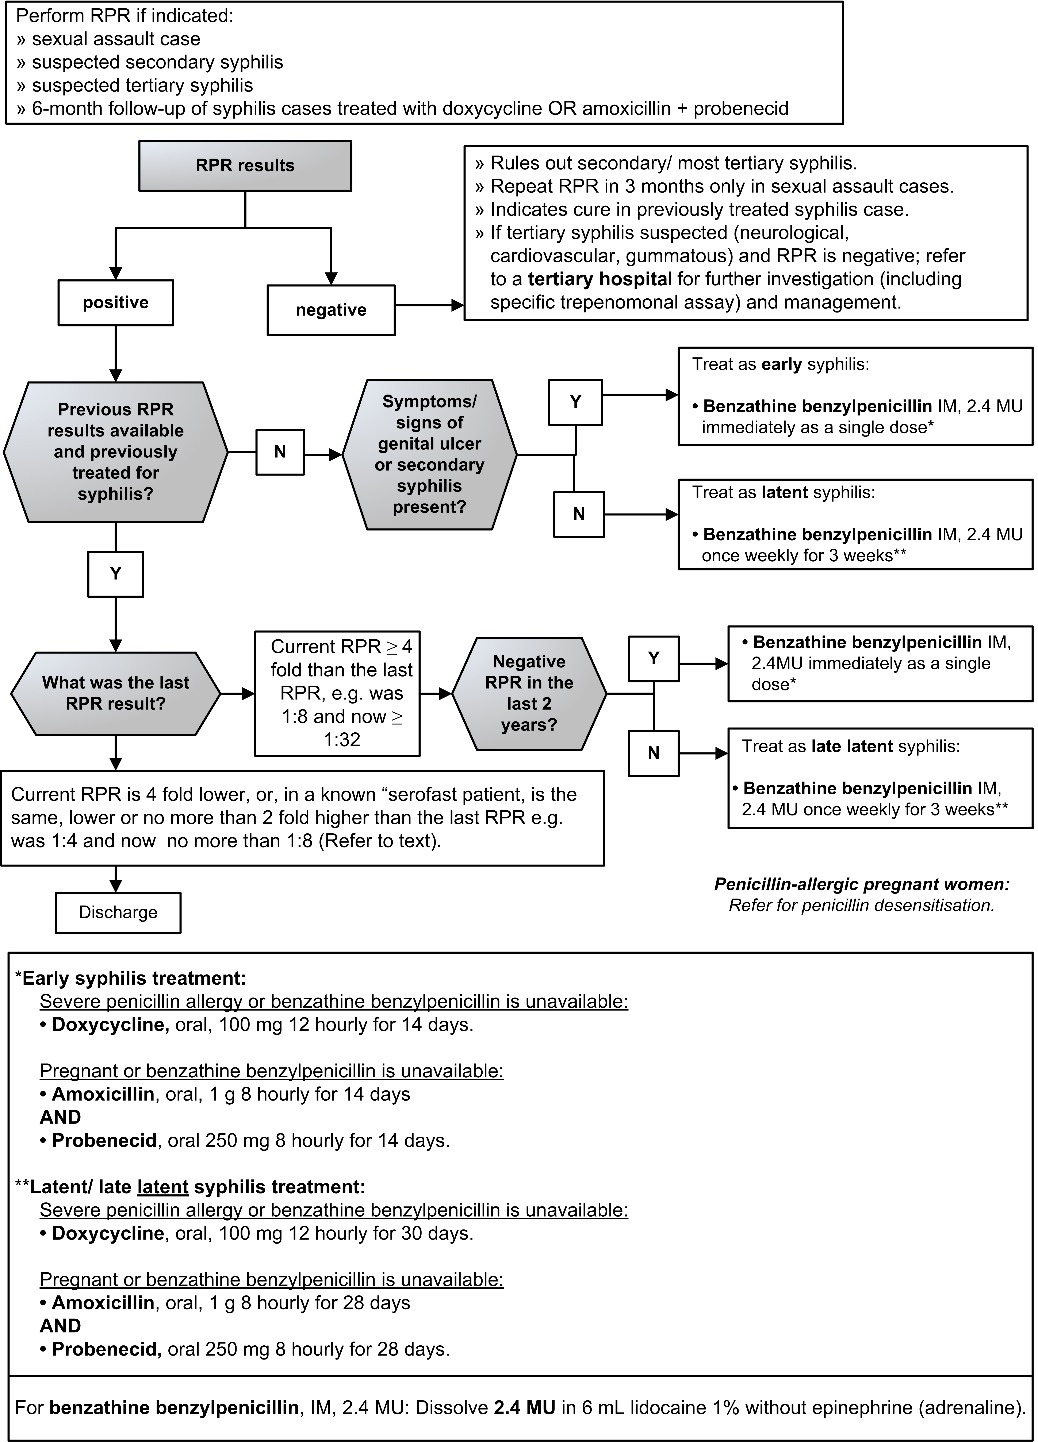 Perform RPR if indicated:
» sexual assault case
» suspected secondary syphilis
» suspected tertiary syphilis
» 6-month follow-up of syphilis cases treated with doxycycline OR amoxicillin + probenecid
RPR results
» Rules out secondary/ most tertiary syphilis.
» Repeat RPR in 3 months only in sexual assault cases.
» Indicates cure in previously treated syphilis case.
» If tertiary syphilis suspected (neurological,
cardiovascular, gummatous) and RPR is negative; refer
to a tertiary hospital for further investigation (including
specific trepenomonal assay) and management.
positive
negative
Previous RPR
results available
and previously
treated for
syphilis?
N
Symptoms/
signs of
genital ulcer
or secondary
syphilis
present?
Y
Treat as early syphilis:
• Benzathine benzylpenicillin IM, 2.4 MU
immediately as a single dose*
N
Treat as latent syphilis:
• Benzathine benzylpenicillin IM, 2.4 MU
once weekly for 3 weeks**
Y
What was the last
RPR result?
Current RPR ≥ 4
fold than the last
RPR, e.g. was
1:8 and now ≥
1:32
Negative
RPR in the
last 2
years?
Y
• Benzathine benzylpenicillin IM,
2.4MU immediately as a single
dose*
N
Treat as late latent syphilis:
• Benzathine benzylpenicillin IM,
2.4 MU once weekly for 3 weeks**
Current RPR is 4 fold lower, or, in a known “serofast patient, is the
same, lower or no more than 2 fold higher than the last RPR e.g.
was 1:4 and now no more than 1:8 (Refer to text).
Discharge
Penicillin-allergic pregnant women:
Refer for penicillin desensitisation.
*Early syphilis treatment:
Severe penicillin allergy or benzathine benzylpenicillin is unavailable:
• Doxycycline, oral, 100 mg 12 hourly for 14 days.
Pregnant or benzathine benzylpenicillin is unavailable:
• Amoxicillin, oral, 1 g 8 hourly for 14 days
AND
• Probenecid, oral 250 mg 8 hourly for 14 days.
**Latent/ late latent syphilis treatment:
Severe penicillin allergy or benzathine benzylpenicillin is unavailable:
• Doxycycline, oral, 100 mg 12 hourly for 30 days.
Pregnant or benzathine benzylpenicillin is unavailable:
• Amoxicillin, oral, 1 g 8 hourly for 28 days
AND
• Probenecid, oral 250 mg 8 hourly for 28 days.
For benzathine benzylpenicillin, IM, 2.4 MU: Dissolve 2.4 MU in 6 mL lidocaine 1% without epinephrine (adrenaline).